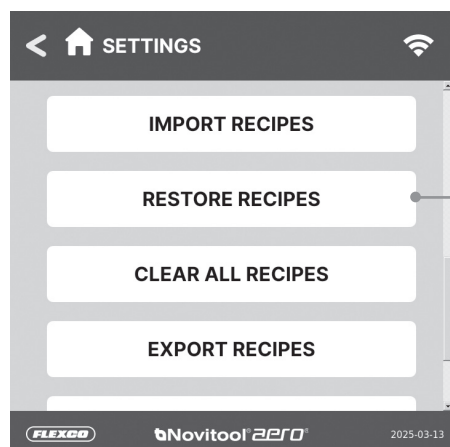 SETTINGS
IMPORT RECIPES
RESTORE RECIPES
CLEAR ALL RECIPES
EXPORT RECIPES
FLEXCO Novitool® aero® 2025-03-13